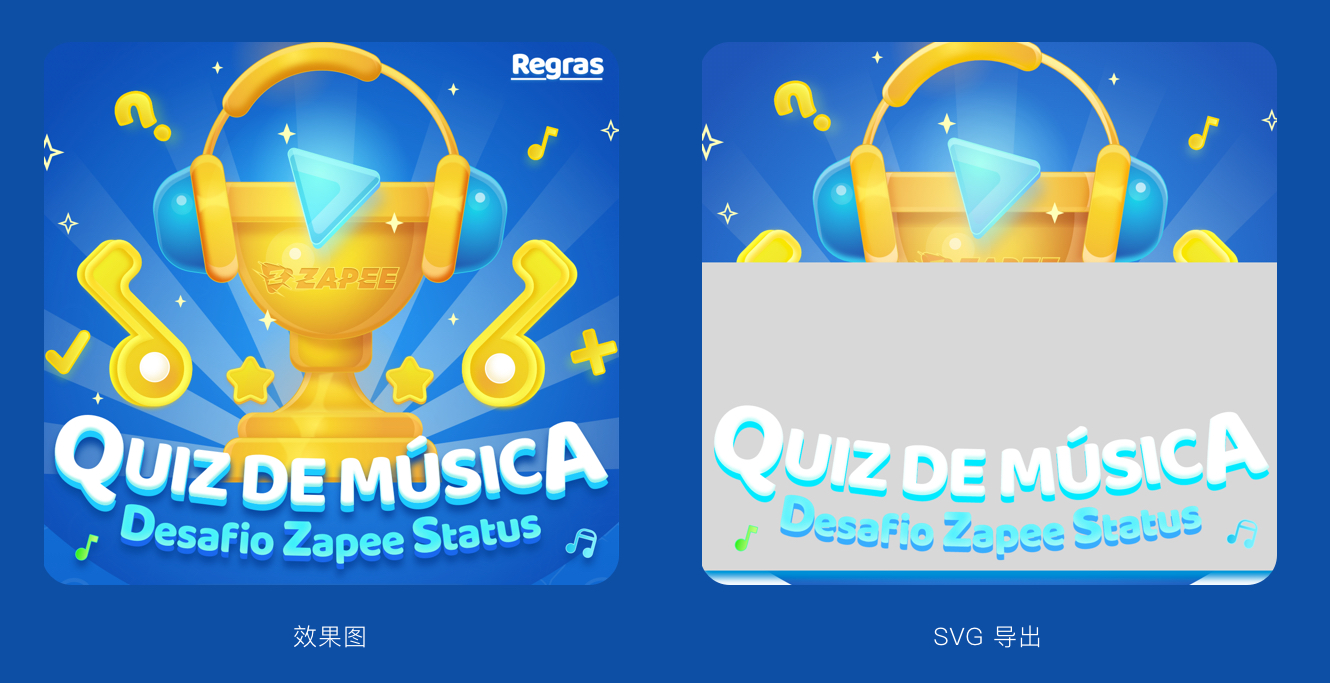 Regras
ZAPEE
QUIZ DE MÚSICA
Desafio Zapee Status
效果图
ZAPEE
QUIZ DE MÚSICA
Desafio Zapee Status
SVG 导出